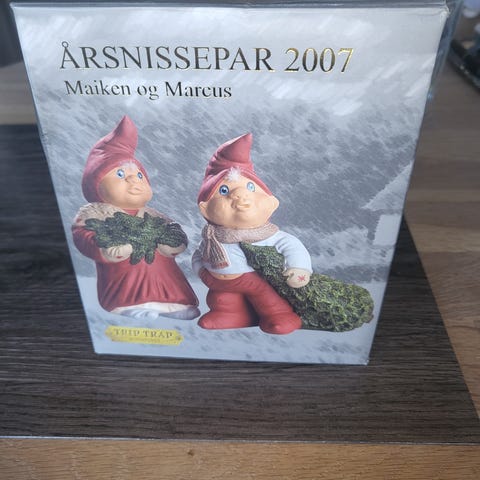 ÅRSNISSEPAR 2007
Maiken og Marcus
TRIP TRAP